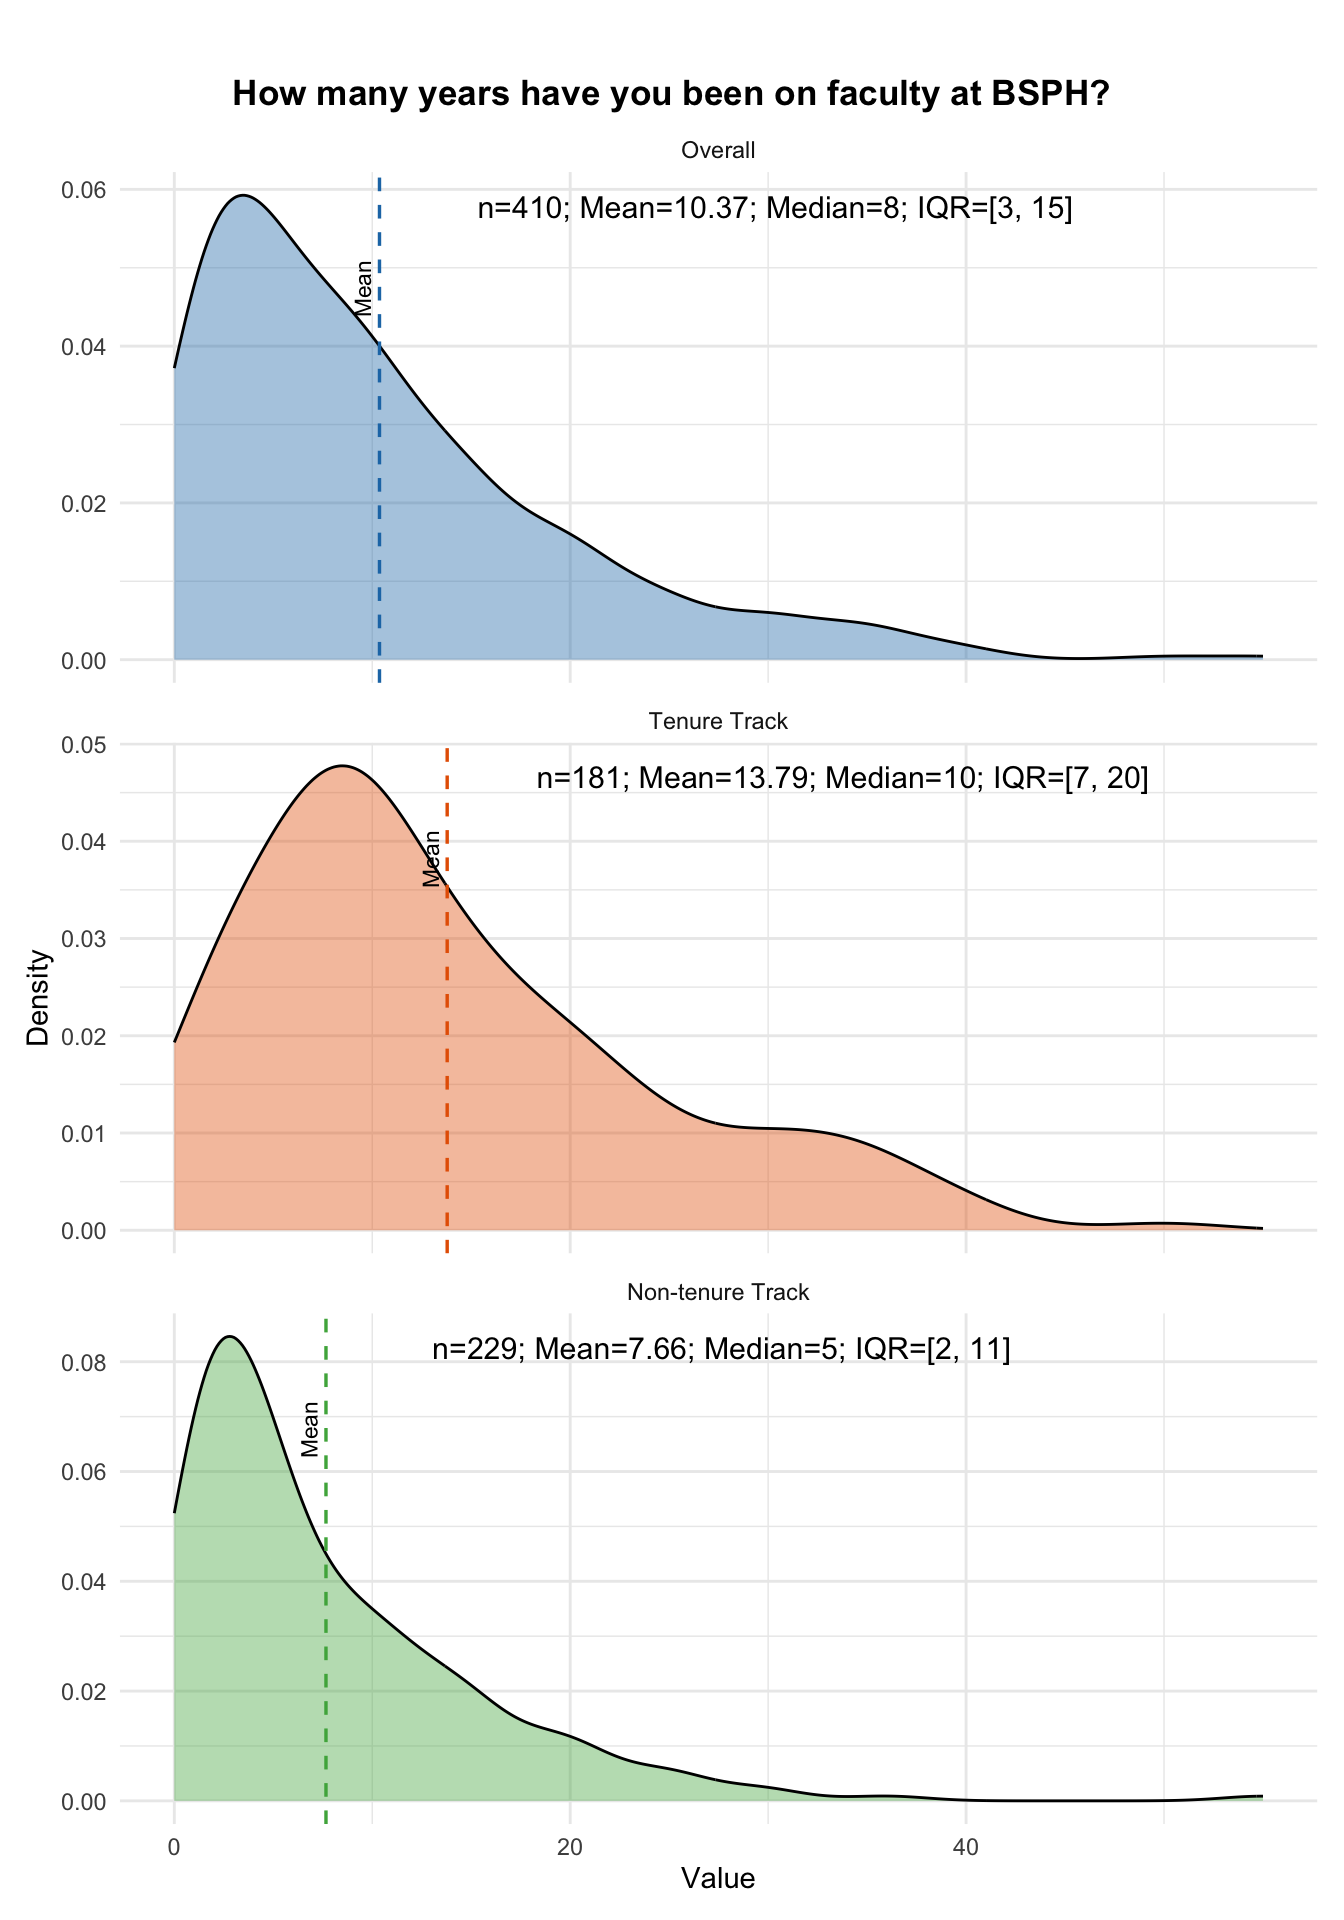 How many years have you been on faculty at BSPH?
Overall
0.06
n=410; Mean=10.37; Median=8; IQR=[3, 15]
Mean
0.04
0.02
0.00
Tenure Track
0.05
n=181; Mean=13.79; Median=10; IQR=[7, 20]
Mean
0.04
0.03
Density
0.02
0.01
0.00
Non-tenure Track
n=229; Mean=7.66; Median=5; IQR=[2, 11]
0.08
Mean
0.06
0.04
0.02
0.00
0 20 40
Value